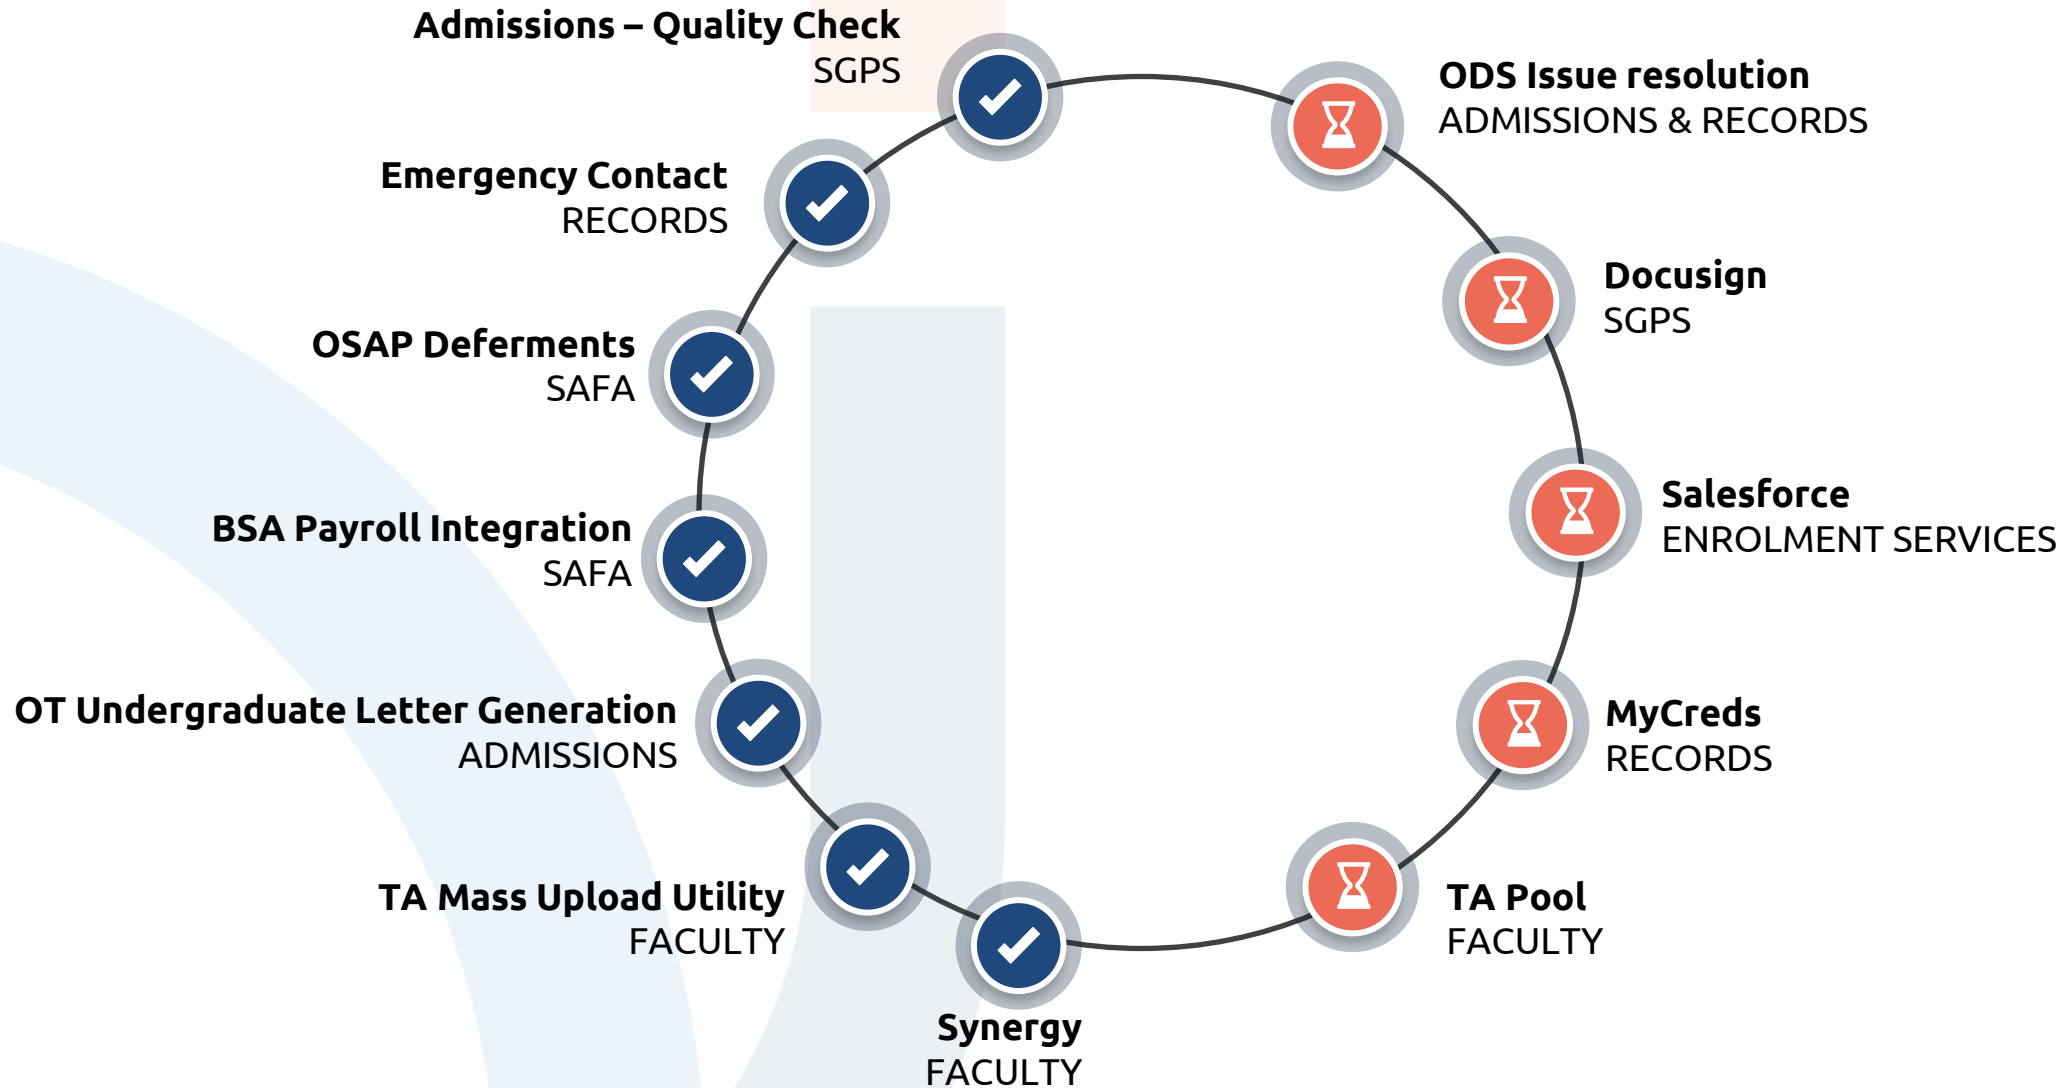 Admissions – Quality Check
SGPS
Emergency Contact
RECORDS
OSAP Deferments
SAFA
BSA Payroll Integration
SAFA
OT Undergraduate Letter Generation
ADMISSIONS
TA Mass Upload Utility
FACULTY
Synergy
FACULTY
ODS Issue resolution
ADMISSIONS & RECORDS
Docusign
SGPS
Salesforce
ENROLMENT SERVICES
MyCreds
RECORDS
TA Pool
FACULTY